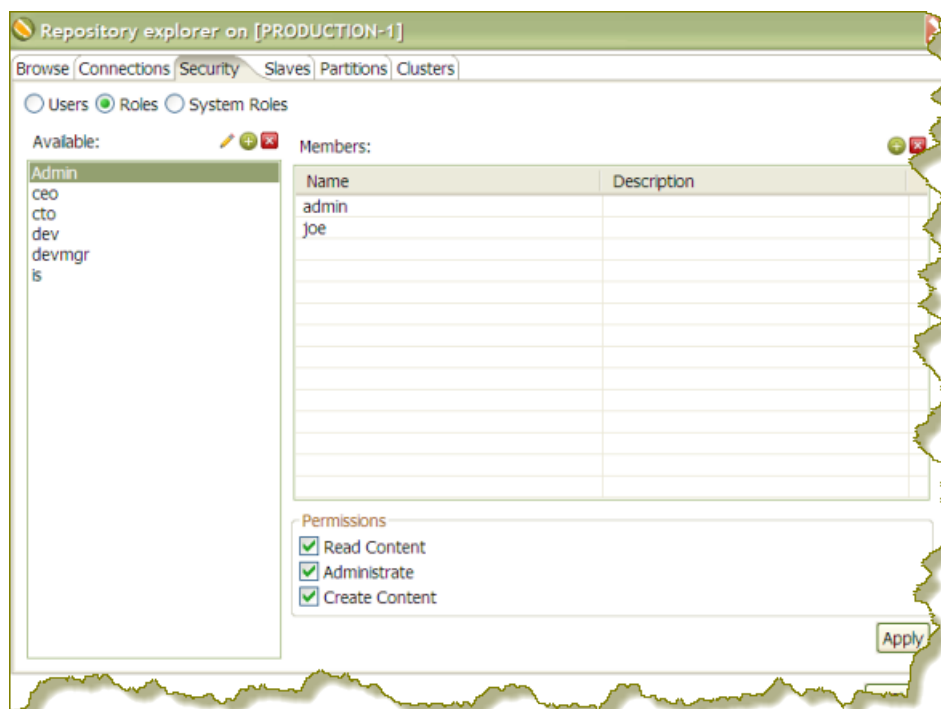 Repository explorer on [PRODUCTION-1]
Browse Connections Security Slaves Partitions Clusters
Users Roles System Roles
Available:
Members:
Admin
ceo
cto
dev
devmgr
is
Name Description
admin
joe
Permissions
Read Content
Administrate
Create Content
Apply